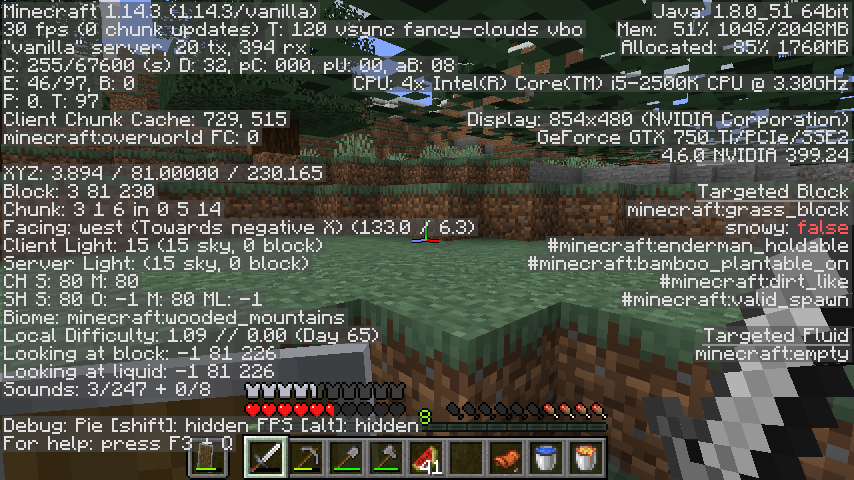 Minecraft 1.14.3 (1.14.3/vanilla)
30 fps (0 chunk updates) T: 120 vsync fancy-clouds vbo
"vanilla" server, 20 tx, 394 rx
C: 255/67600 (s) D: 32, pC: 000, pU: 00, aB: 08
E: 46/97, B: 0
P: 0. T: 97
Client Chunk Cache: 729, 515
minecraft:overworld FC: 0
XYZ: 3.894 / 81.00000 / 230.165
Block: 3 81 230
Chunk: 3 1 6 in 0 5 14
Facing: west (Towards negative X) (133.0 / 6.3)
Client Light: 15 (15 sky, 0 block)
Server Light: (15 sky, 0 block)
CH S: 80 M: 80
SH S: 80 O: -1 M: 80 ML: -1
Biome: minecraft:wooded_mountains
Local Difficulty: 1.09 // 0.00 (Day 65)
Looking at block: -1 81 226
Looking at liquid: -1 81 226
Sounds: 3/247 + 0/8
Debug: Pie [shift]: hidden FPS [alt]: hidden
For help: press F3 + Q
Java: 1.8.0_51 64bit
Mem: 51% 1048/2048MB
Allocated: 85% 1760MB
CPU: 4x Intel(R) Core(TM) i5-2500K CPU @ 3.30GHz
Display: 854x480 (NVIDIA Corporation)
GeForce GTX 750 Ti/PCIe/SSE2
4.6.0 NVIDIA 399.24
Targeted Block
minecraft:grass_block
snowy: false
#minecraft:enderman_holdable
#minecraft:bamboo_plantable_on
#minecraft:dirt_like
#minecraft:valid_spawn
Targeted Fluid
minecraft:empty
8
41